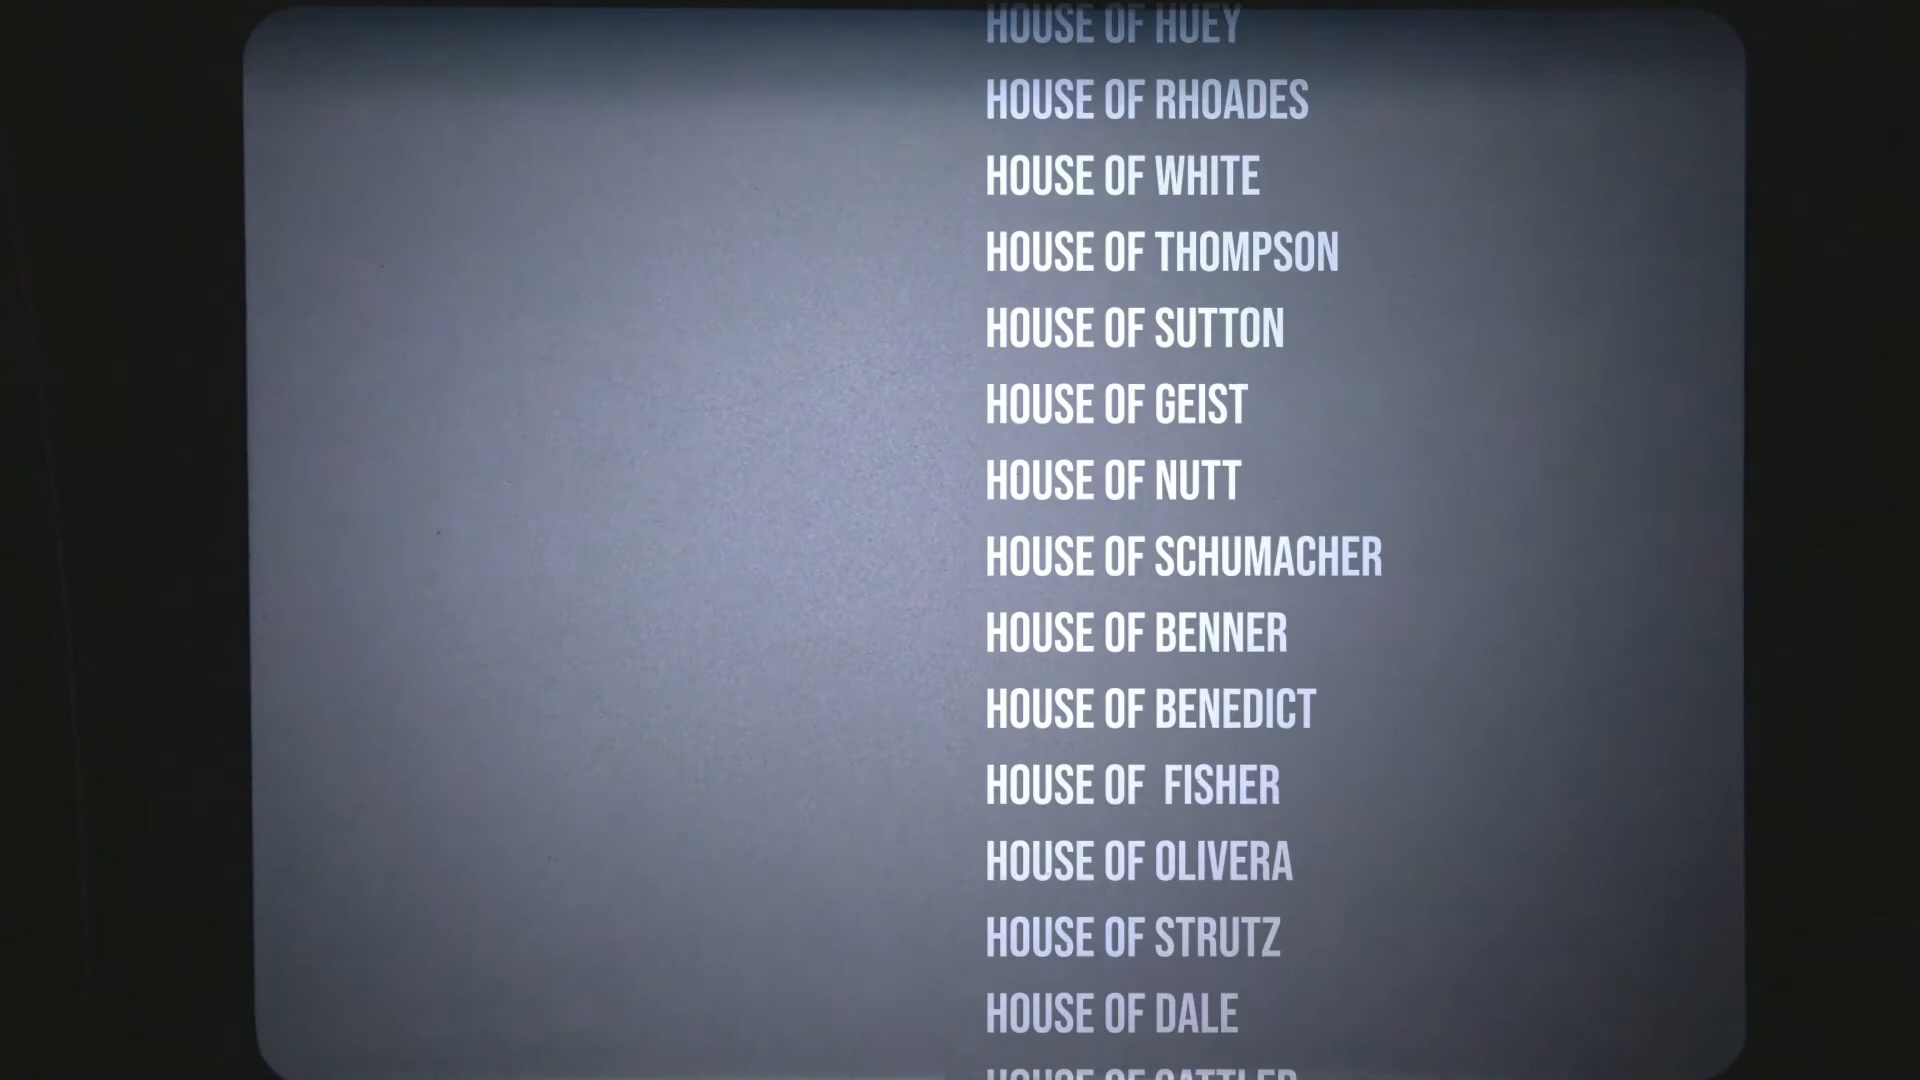 HOUSE OF HUEY
HOUSE OF RHOADES
HOUSE OF WHITE
HOUSE OF THOMPSON
HOUSE OF SUTTON
HOUSE OF GEIST
HOUSE OF NUTT
HOUSE OF SCHUMACHER
HOUSE OF BENNER
HOUSE OF BENEDICT
HOUSE OF  FISHER
HOUSE OF OLIVERA
HOUSE OF STRUTZ
HOUSE OF DALE
HOUSE OF